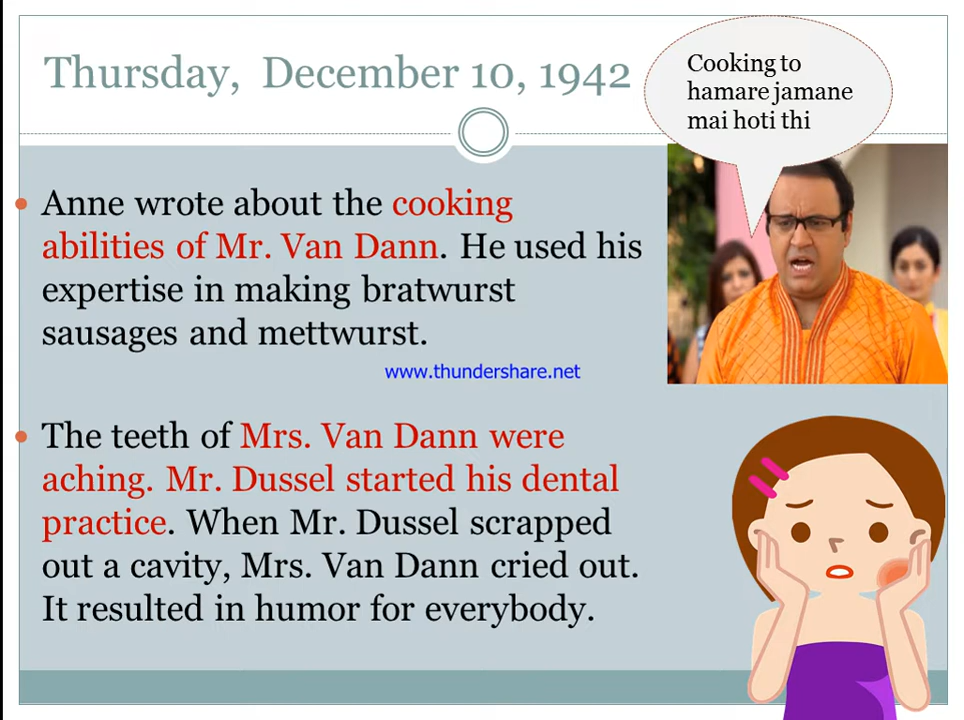 Thursday, December 10, 1942
Cooking to
hamare jamane
mai hoti thi
Anne wrote about the cooking
abilities of Mr. Van Dann. He used his
expertise in making bratwurst
sausages and mettwurst.
www.thundershare.net
The teeth of Mrs. Van Dann were
aching. Mr. Dussel started his dental
practice. When Mr. Dussel scrapped
out a cavity, Mrs. Van Dann cried out.
It resulted in humor for everybody.